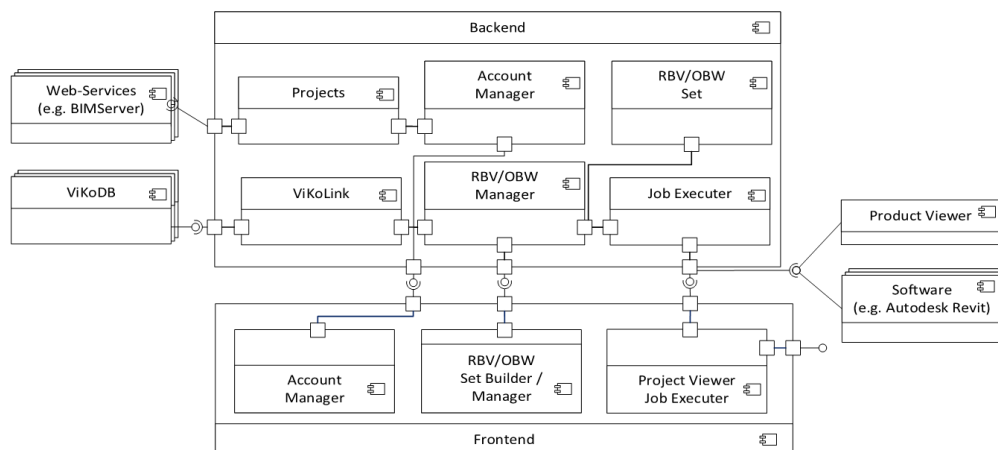 Backend
Web-Services
(e.g. BIMServer)
Projects
Account
Manager
RBV/OBW
Set
ViKoDB
ViKoLink
RBV/OBW
Manager
Job Executer
Product Viewer
Software
(e.g. Autodesk Revit)
Account
Manager
RBV/OBW
Set Builder /
Manager
Project Viewer
Job Executer
Frontend